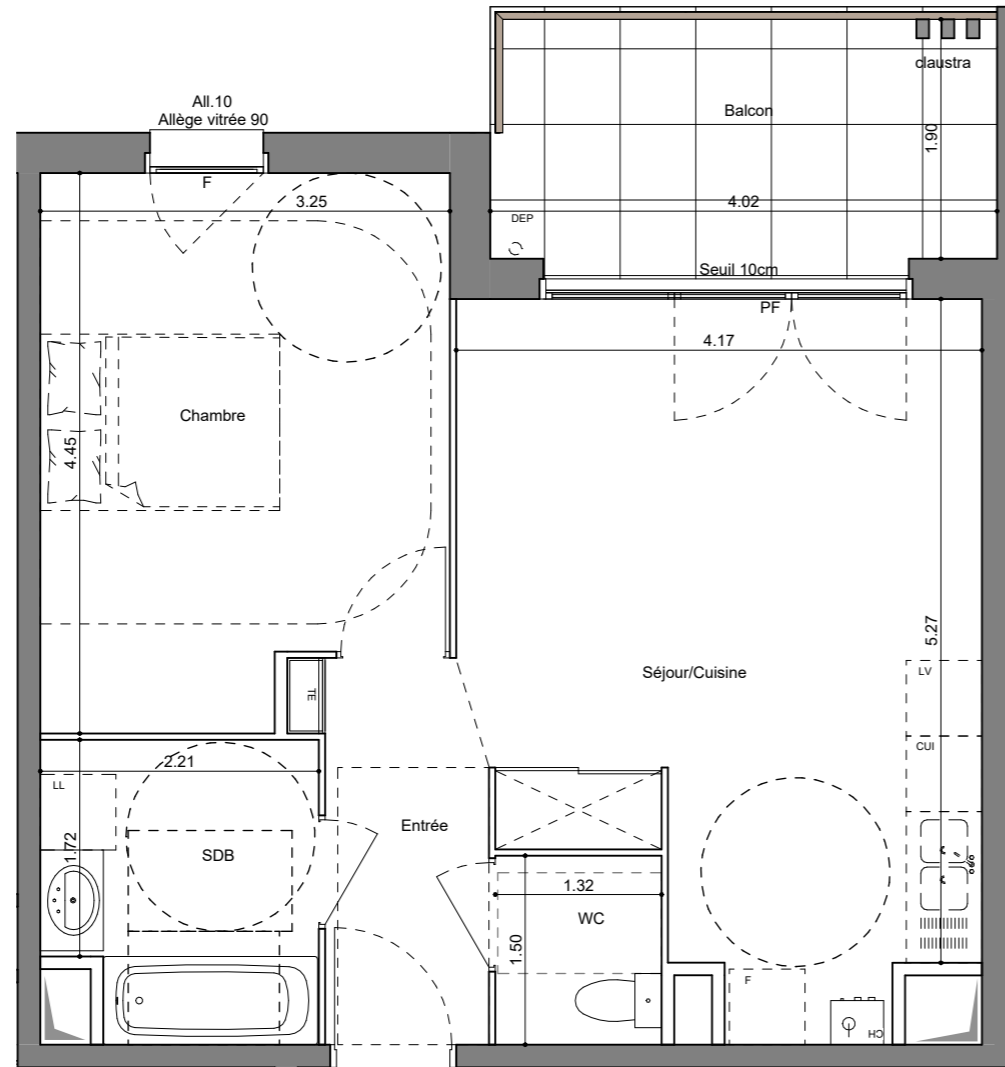 claustra
All.10
Allège vitrée 90
Balcon
1.90
F
3.25
4.02
DEP
Seuil 10cm
PF
4.17
Chambre
4.45
5.27
Séjour/Cuisine
LV
TE
CUI
2.21
LL
Entrée
1.72
SDB
1.32
WC
1.50
F
CH